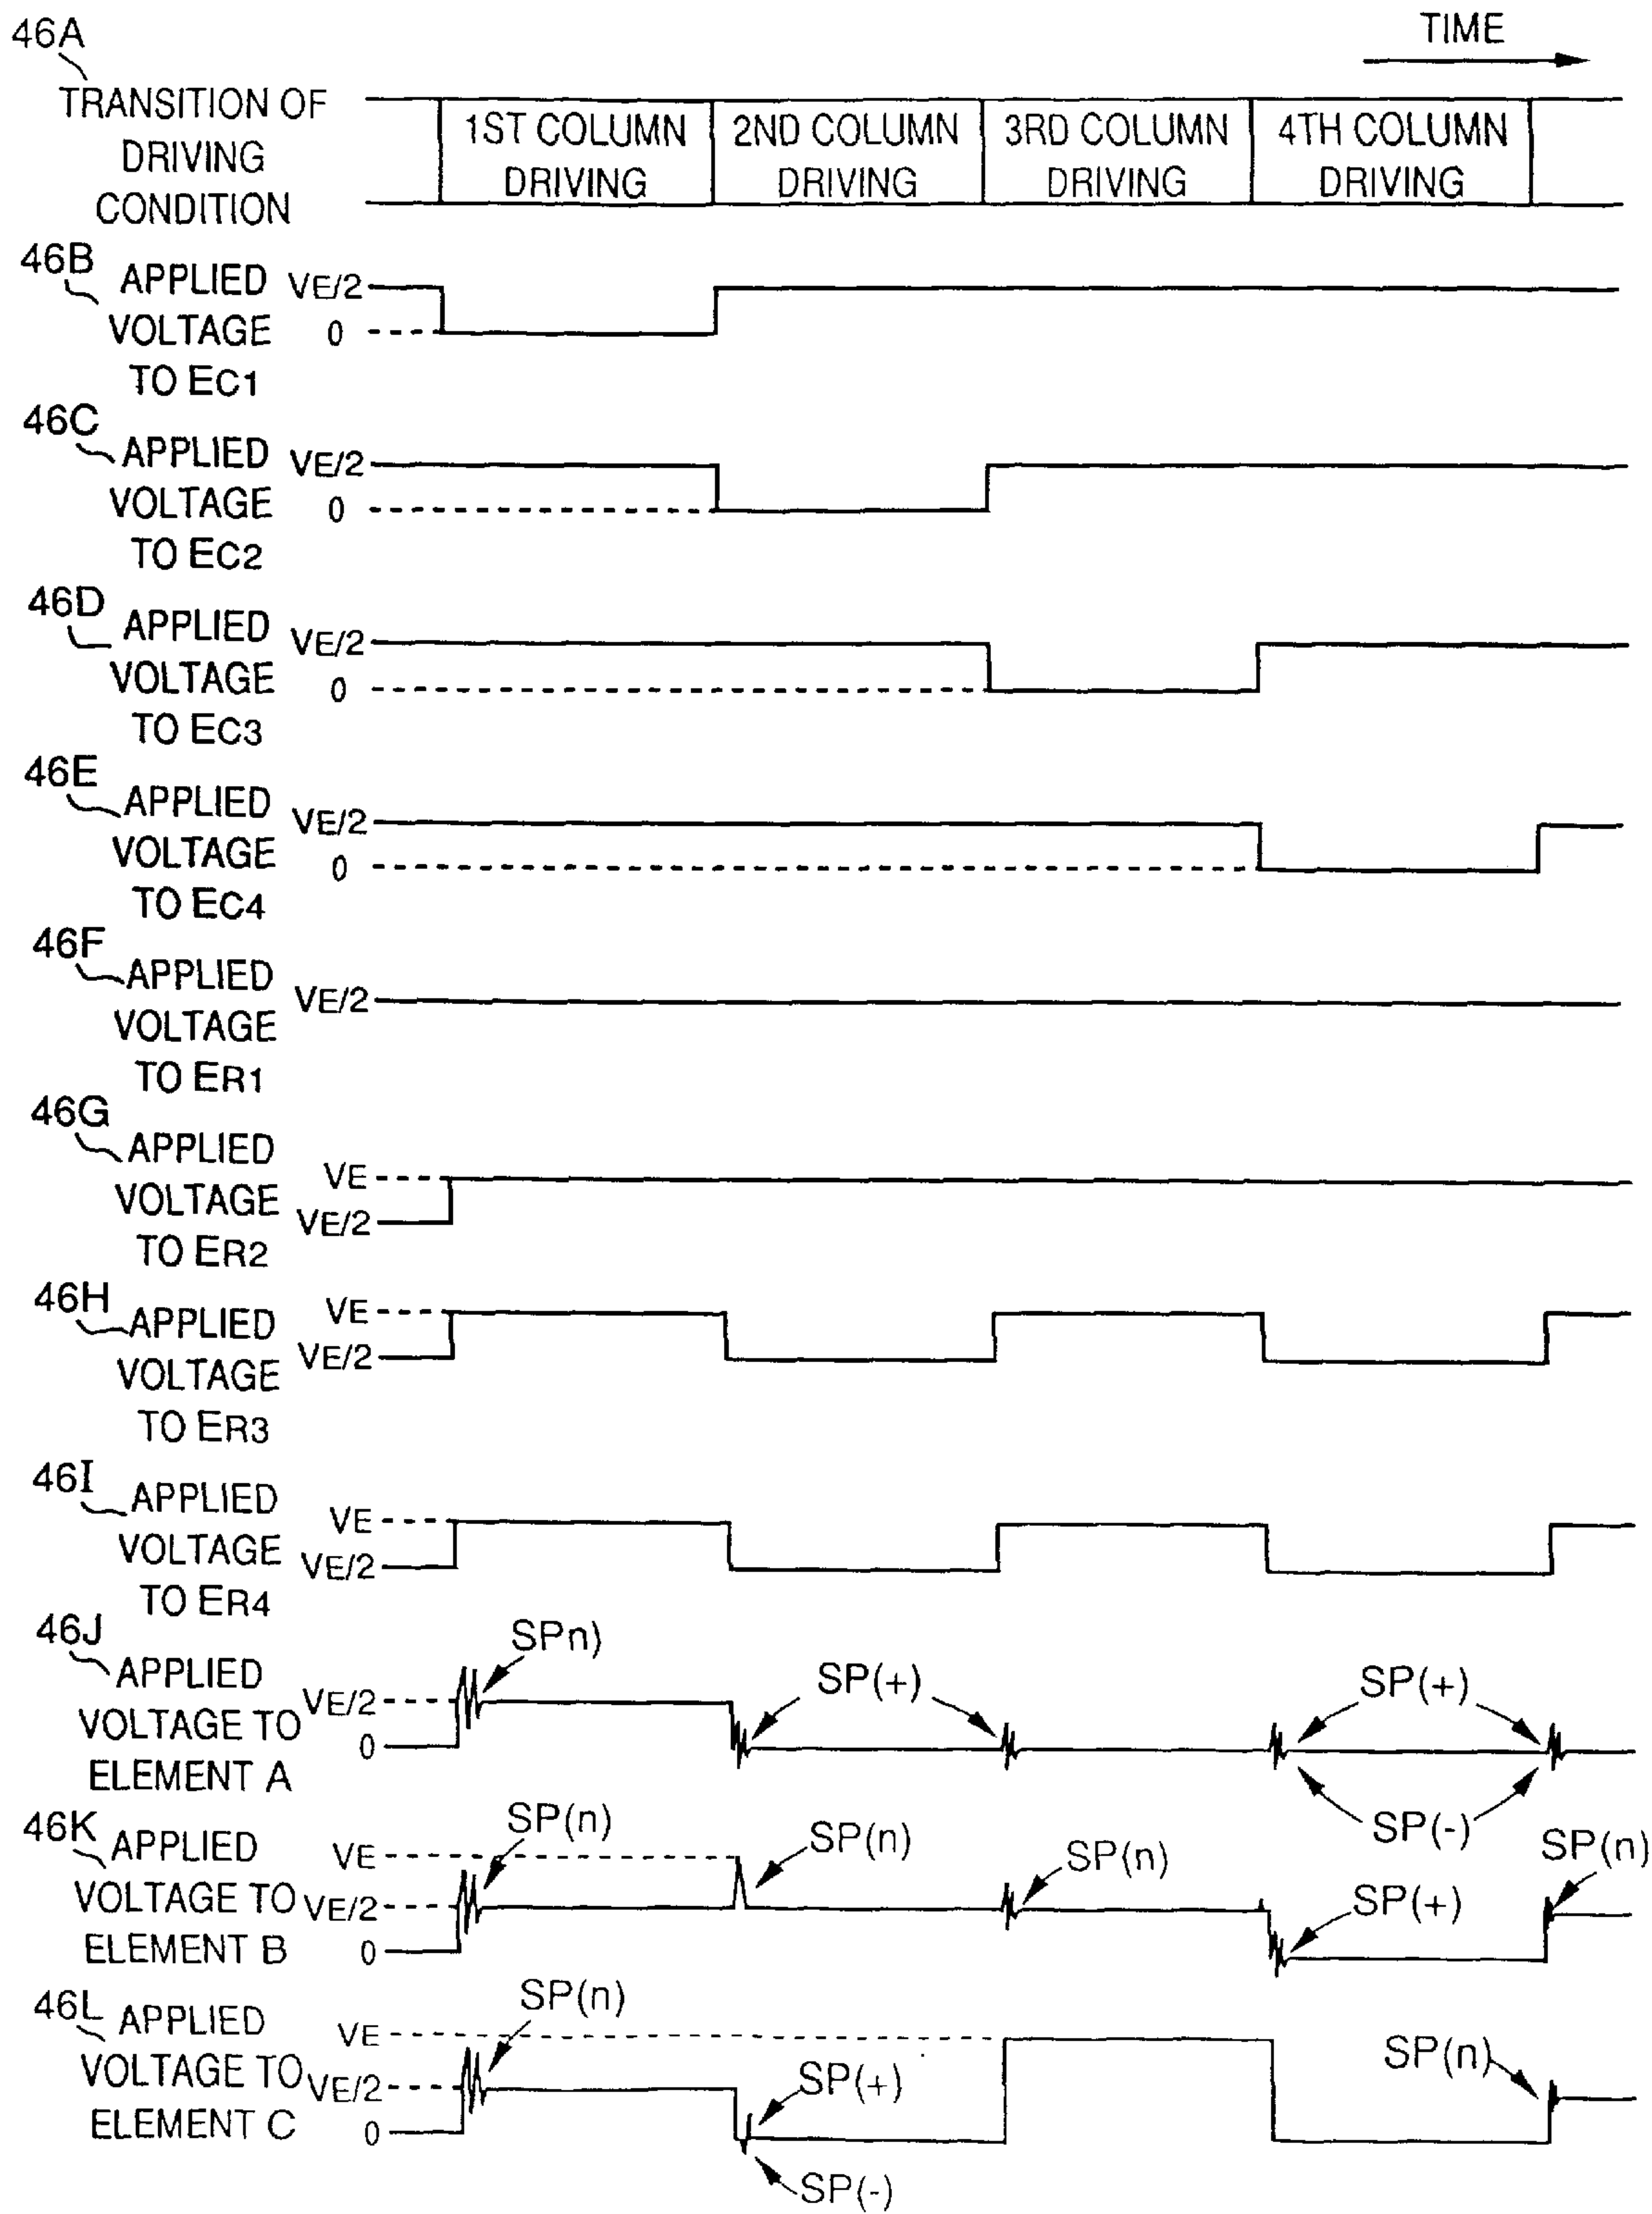 46A
TIME
TRANSITION OF
DRIVING
CONDITION
1ST COLUMN
DRIVING
2ND COLUMN
DRIVING
3RD COLUMN
DRIVING
4TH COLUMN
DRIVING
46B
APPLIED
VOLTAGE
TO EC1
VE/2
0
46C
APPLIED
VOLTAGE
TO EC2
VE/2
0
46D
APPLIED
VOLTAGE
TO EC3
VE/2
0
46E
APPLIED
VOLTAGE
TO EC4
VE/2
0
46F
APPLIED
VOLTAGE
TO ER1
VE/2
46G
APPLIED
VOLTAGE
TO ER2
VE
VE/2
46H
APPLIED
VOLTAGE
TO ER3
VE
VE/2
46I
APPLIED
VOLTAGE
TO ER4
VE
VE/2
46J
APPLIED
VOLTAGE TO
ELEMENT A
VE/2
0
SPn)
SP(+)
SP(+)
SP(-)
46K
APPLIED
VOLTAGE TO
ELEMENT B
VE
VE/2
0
SP(n)
SP(n)
SP(n)
SP(+)
SP(n)
46L
APPLIED
VOLTAGE TO
ELEMENT C
VE
VE/2
0
SP(n)
SP(+)
SP(-)
SP(n)